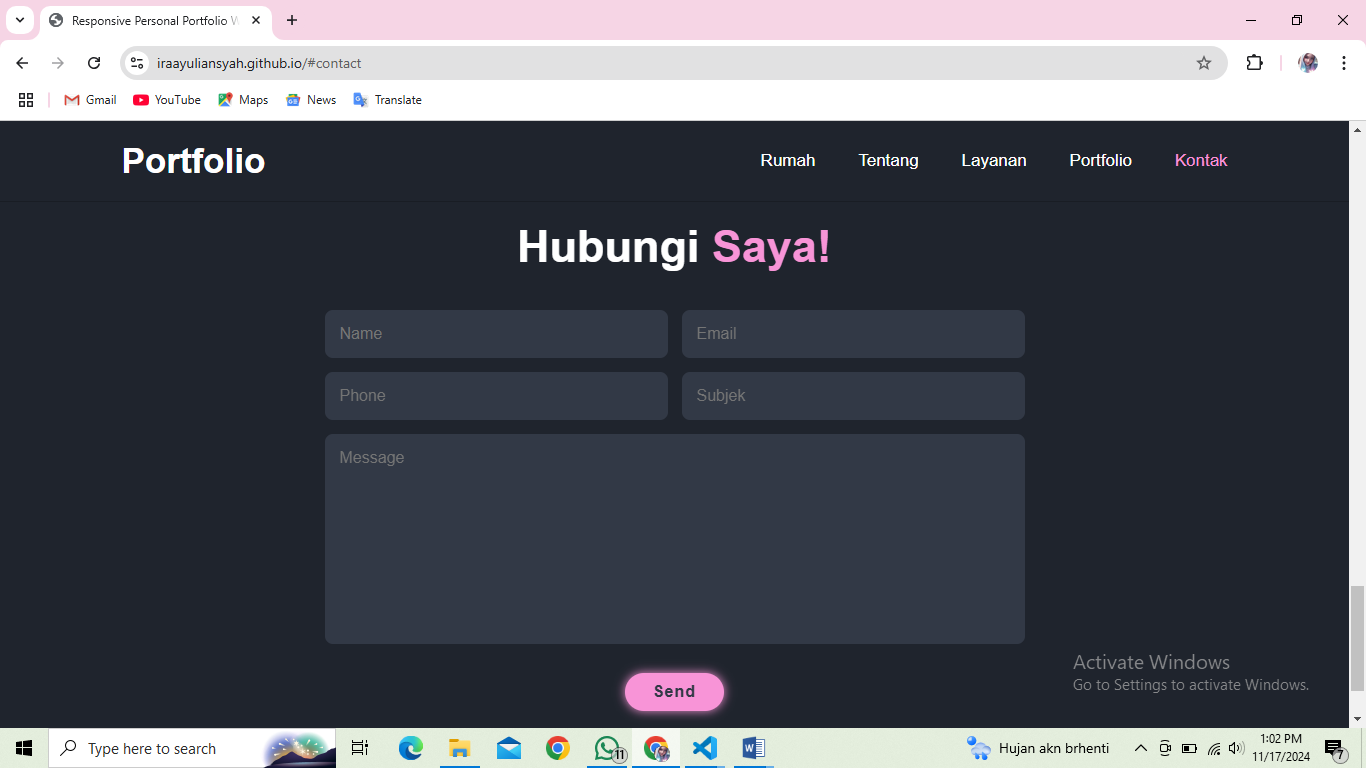 Responsive Personal Portfolio W
iraayuliansyah.github.io/#contact
Gmail YouTube Maps News Translate
Portfolio Rumah Tentang Layanan Portfolio Kontak
Hubungi Saya!
Name Email
Phone Subjek
Message
Activate Windows
Go to Settings to activate Windows.
Send
Type here to search 11 Hujan akn brhenti 1:02 PM
11/17/2024 7